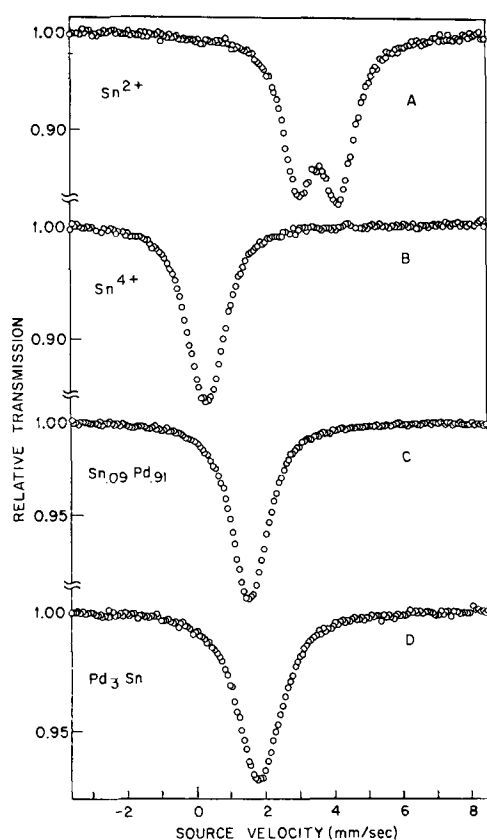 1.00
Sn2+
A
0.90
1.00
Sn4+
B
0.90
RELATIVE TRANSMISSION
1.00
Sn.09 Pd.91
C
0.95
1.00
Pd3 Sn
D
0.95
-2 0 2 4 6 8
SOURCE VELOCITY (mm/sec)